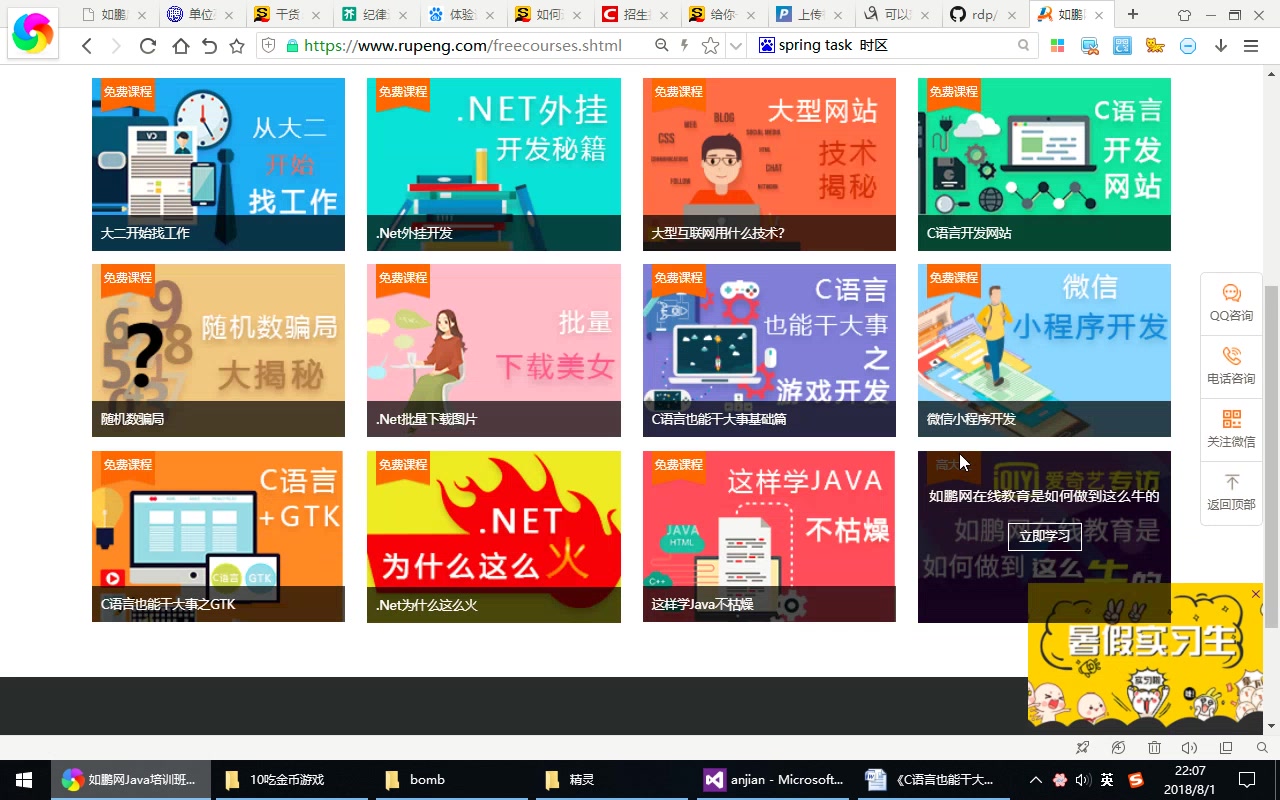 如鹏
单位
干货
纪律
体验
如何
招生
给你
上传
可以
rdp/
如鹏
https://www.rupeng.com/freecourses.shtml
spring task 时区
免费课程
从大二
开始
找工作
大二开始找工作
免费课程
.NET外挂
开发秘籍
.Net外挂开发
免费课程
大型网站
技术
揭秘
CSS
WEB
BLOG
SOCIAL MEDIA
HTML
CHAT
NETWORK
FOLLOW
大型互联网用什么技术?
免费课程
C语言
开发
网站
C语言开发网站
免费课程
随机数骗局
大揭秘
随机数骗局
免费课程
批量
下载美女
.Net批量下载图片
免费课程
C语言
也能干大事
之
游戏开发
C语言也能干大事基础篇
免费课程
微信
小程序开发
微信小程序开发
QQ咨询
电话咨询
关注微信
返回顶部
免费课程
C语言
+GTK
C语言
GTK
C语言也能干大事之GTK
免费课程
.NET
为什么这么火
.Net为什么这么火
免费课程
这样学JAVA
不枯燥
JAVA
HTML
C++
这样学Java不枯燥
爱奇艺专访
如鹏网在线教育是如何做到这么牛的
立即学习
如鹏网在线教育是
如何做到这么牛的
暑假实习生
实习啦
如鹏网Java培训班...
10吃金币游戏
bomb
精灵
anjian - Microsoft...
《C语言也能干大...
英
22:07
2018/8/1